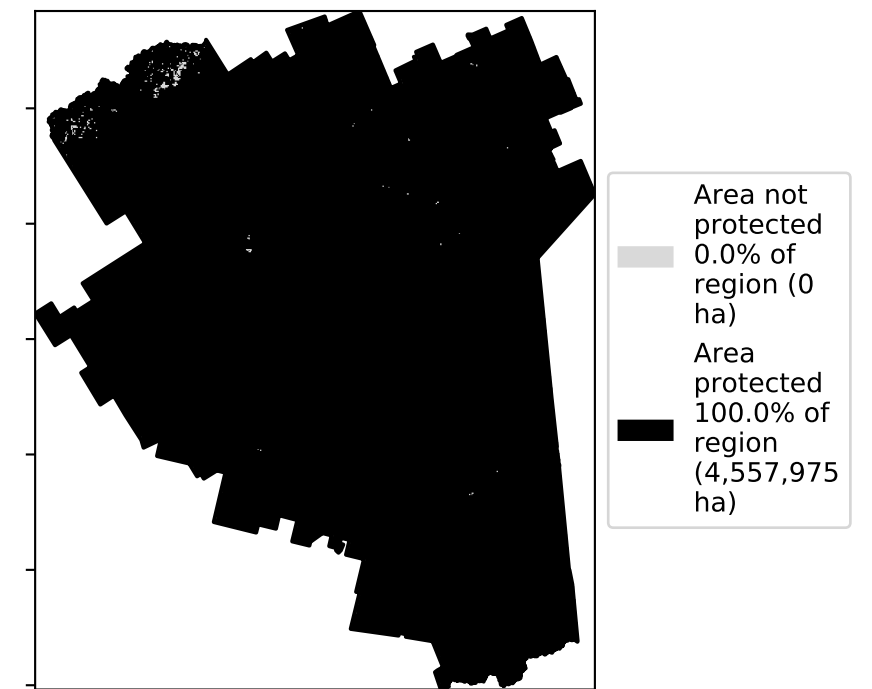 Area not
protected
0.0% of
region (0
ha)
Area
protected
100.0% of
region
(4,557,975
ha)